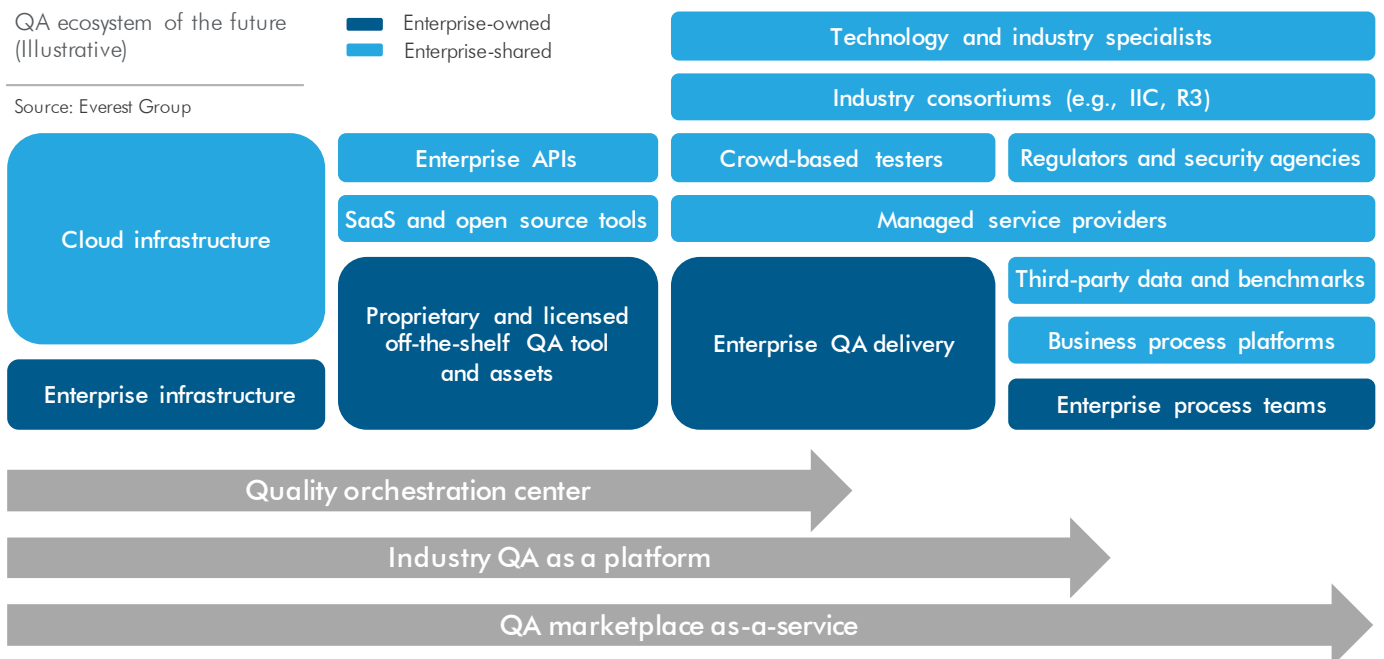 QA ecosystem of the future
(Illustrative)
Source: Everest Group
Enterprise-owned
Enterprise-shared
Technology and industry specialists
Industry consortiums (e.g., IIC, R3)
Cloud infrastructure
Enterprise infrastructure
Enterprise APIs
SaaS and open source tools
Proprietary and licensed
off-the-shelf QA tool
and assets
Crowd-based testers
Regulators and security agencies
Managed service providers
Enterprise QA delivery
Third-party data and benchmarks
Business process platforms
Enterprise process teams
Quality orchestration center
Industry QA as a platform
QA marketplace as-a-service